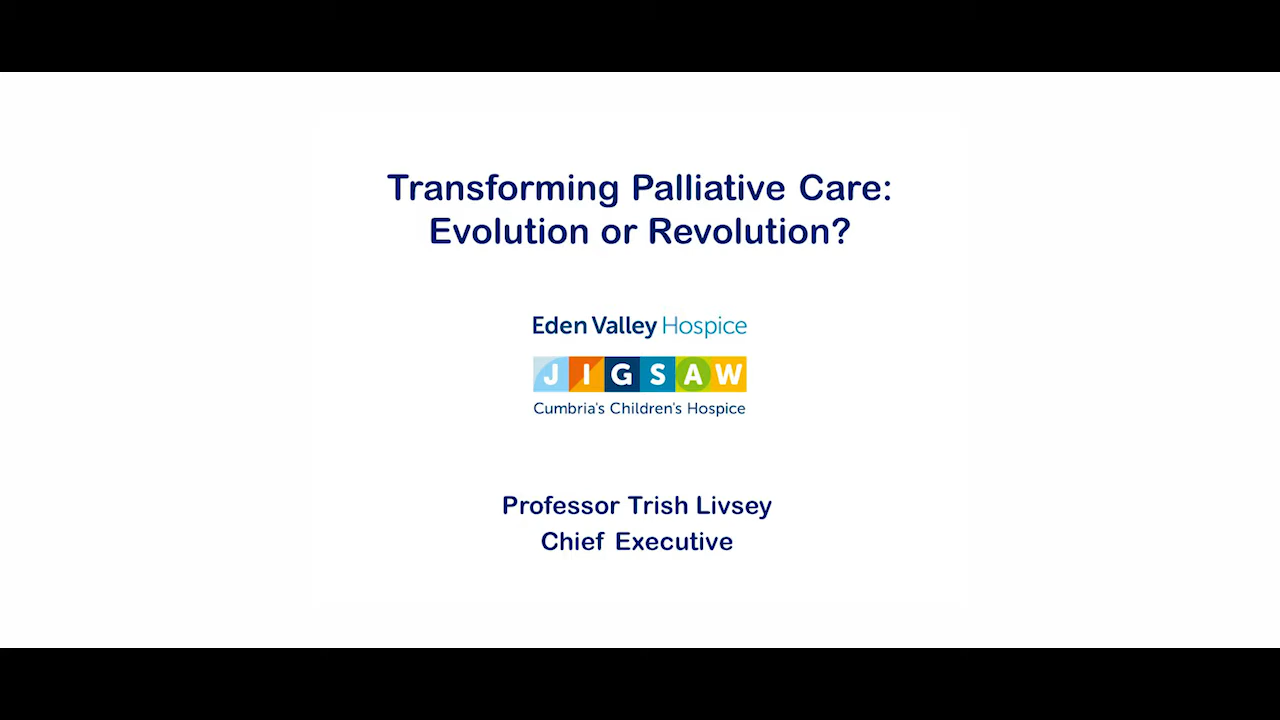 Transforming Palliative Care:
Evolution or Revolution?
Eden Valley Hospice
JIGSAW
Cumbria's Children's Hospice
Professor Trish Livsey
Chief Executive